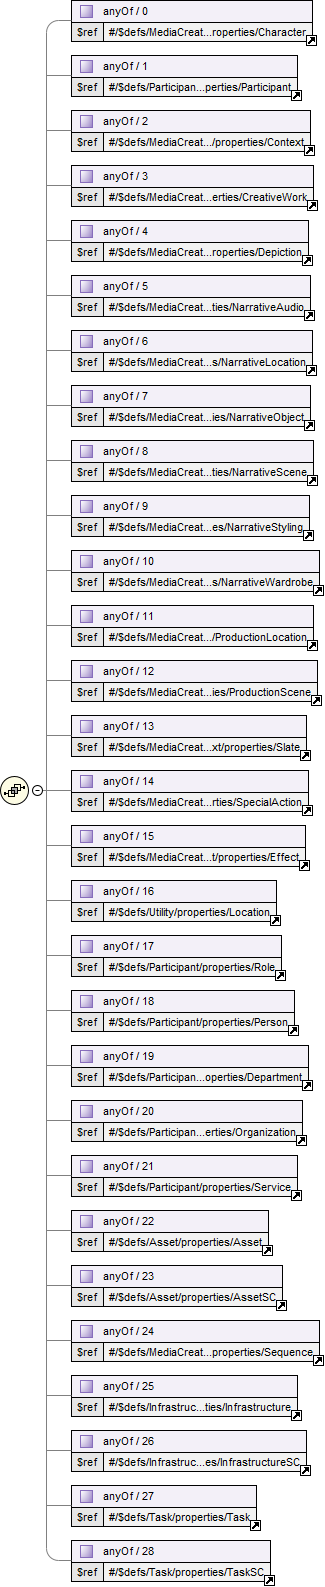 anyOf / 0
$ref #/$defs/MediaCreat...roperties/Character
anyOf / 1
$ref #/$defs/Participan...perties/Participant
anyOf / 2
$ref #/$defs/MediaCreat.../properties/Context
anyOf / 3
$ref #/$defs/MediaCreat...erties/CreativeWork
anyOf / 4
$ref #/$defs/MediaCreat...roperties/Depiction
anyOf / 5
$ref #/$defs/MediaCreat...ties/NarrativeAudio
anyOf / 6
$ref #/$defs/MediaCreat...s/NarrativeLocation
anyOf / 7
$ref #/$defs/MediaCreat...ies/NarrativeObject
anyOf / 8
$ref #/$defs/MediaCreat...ties/NarrativeScene
anyOf / 9
$ref #/$defs/MediaCreat...es/NarrativeStyling
anyOf / 10
$ref #/$defs/MediaCreat...s/NarrativeWardrobe
anyOf / 11
$ref #/$defs/MediaCreat.../ProductionLocation
anyOf / 12
$ref #/$defs/MediaCreat...ies/ProductionScene
anyOf / 13
$ref #/$defs/MediaCreat...xt/properties/Slate
anyOf / 14
$ref #/$defs/MediaCreat...rties/SpecialAction
anyOf / 15
$ref #/$defs/MediaCreat...t/properties/Effect
anyOf / 16
$ref #/$defs/Utility/properties/Location
anyOf / 17
$ref #/$defs/Participant/properties/Role
anyOf / 18
$ref #/$defs/Participant/properties/Person
anyOf / 19
$ref #/$defs/Participan...operties/Department
anyOf / 20
$ref #/$defs/Participan...erties/Organization
anyOf / 21
$ref #/$defs/Participant/properties/Service
anyOf / 22
$ref #/$defs/Asset/properties/Asset
anyOf / 23
$ref #/$defs/Asset/properties/AssetSC
anyOf / 24
$ref #/$defs/MediaCreat...properties/Sequence
anyOf / 25
$ref #/$defs/Infrastruc...ties/Infrastructure
anyOf / 26
$ref #/$defs/Infrastruc...es/InfrastructureSC
anyOf / 27
$ref #/$defs/Task/properties/Task
anyOf / 28
$ref #/$defs/Task/properties/TaskSC